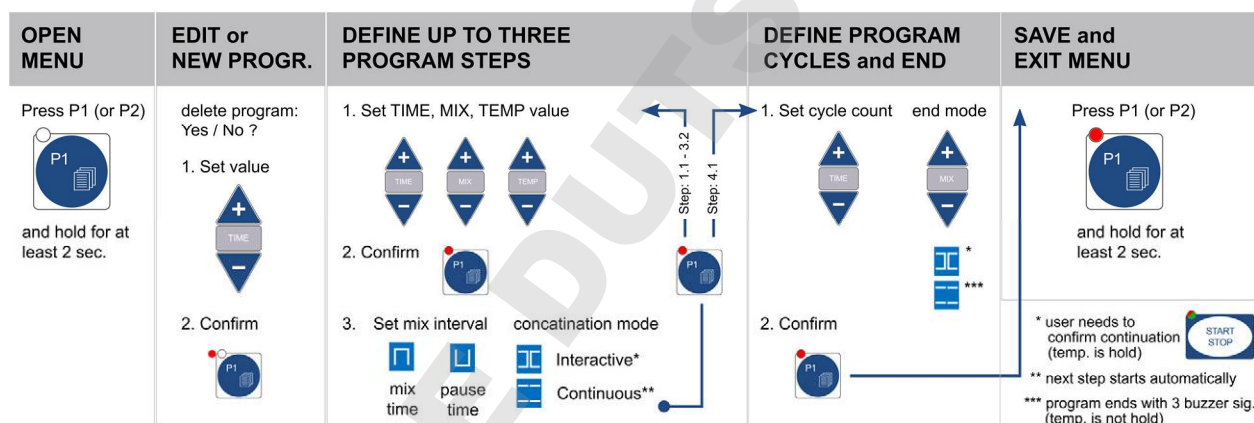 OPEN
MENU
EDIT or
NEW PROGR.
DEFINE UP TO THREE
PROGRAM STEPS
DEFINE PROGRAM
CYCLES and END
SAVE and
EXIT MENU
Press P1 (or P2)
P1
and hold for at
least 2 sec.
delete program:
Yes / No ?
1. Set value
+
TIME
−
2. Confirm
P1
1. Set TIME, MIX, TEMP value
+ + +
TIME MIX TEMP
− − −
2. Confirm
P1
3. Set mix interval concatination mode
mix
time
pause
time
Interactive*
Continuous**
Step: 1.1 - 3.2
Step: 4.1
P1
1. Set cycle count end mode
+ +
TIME MIX
− −
*
***
2. Confirm
P1
Press P1 (or P2)
P1
and hold for at
least 2 sec.
* user needs to
confirm continuation
(temp. is hold)
START
STOP
** next step starts automatically
*** program ends with 3 buzzer sig.
(temp. is not hold)
E DUTS